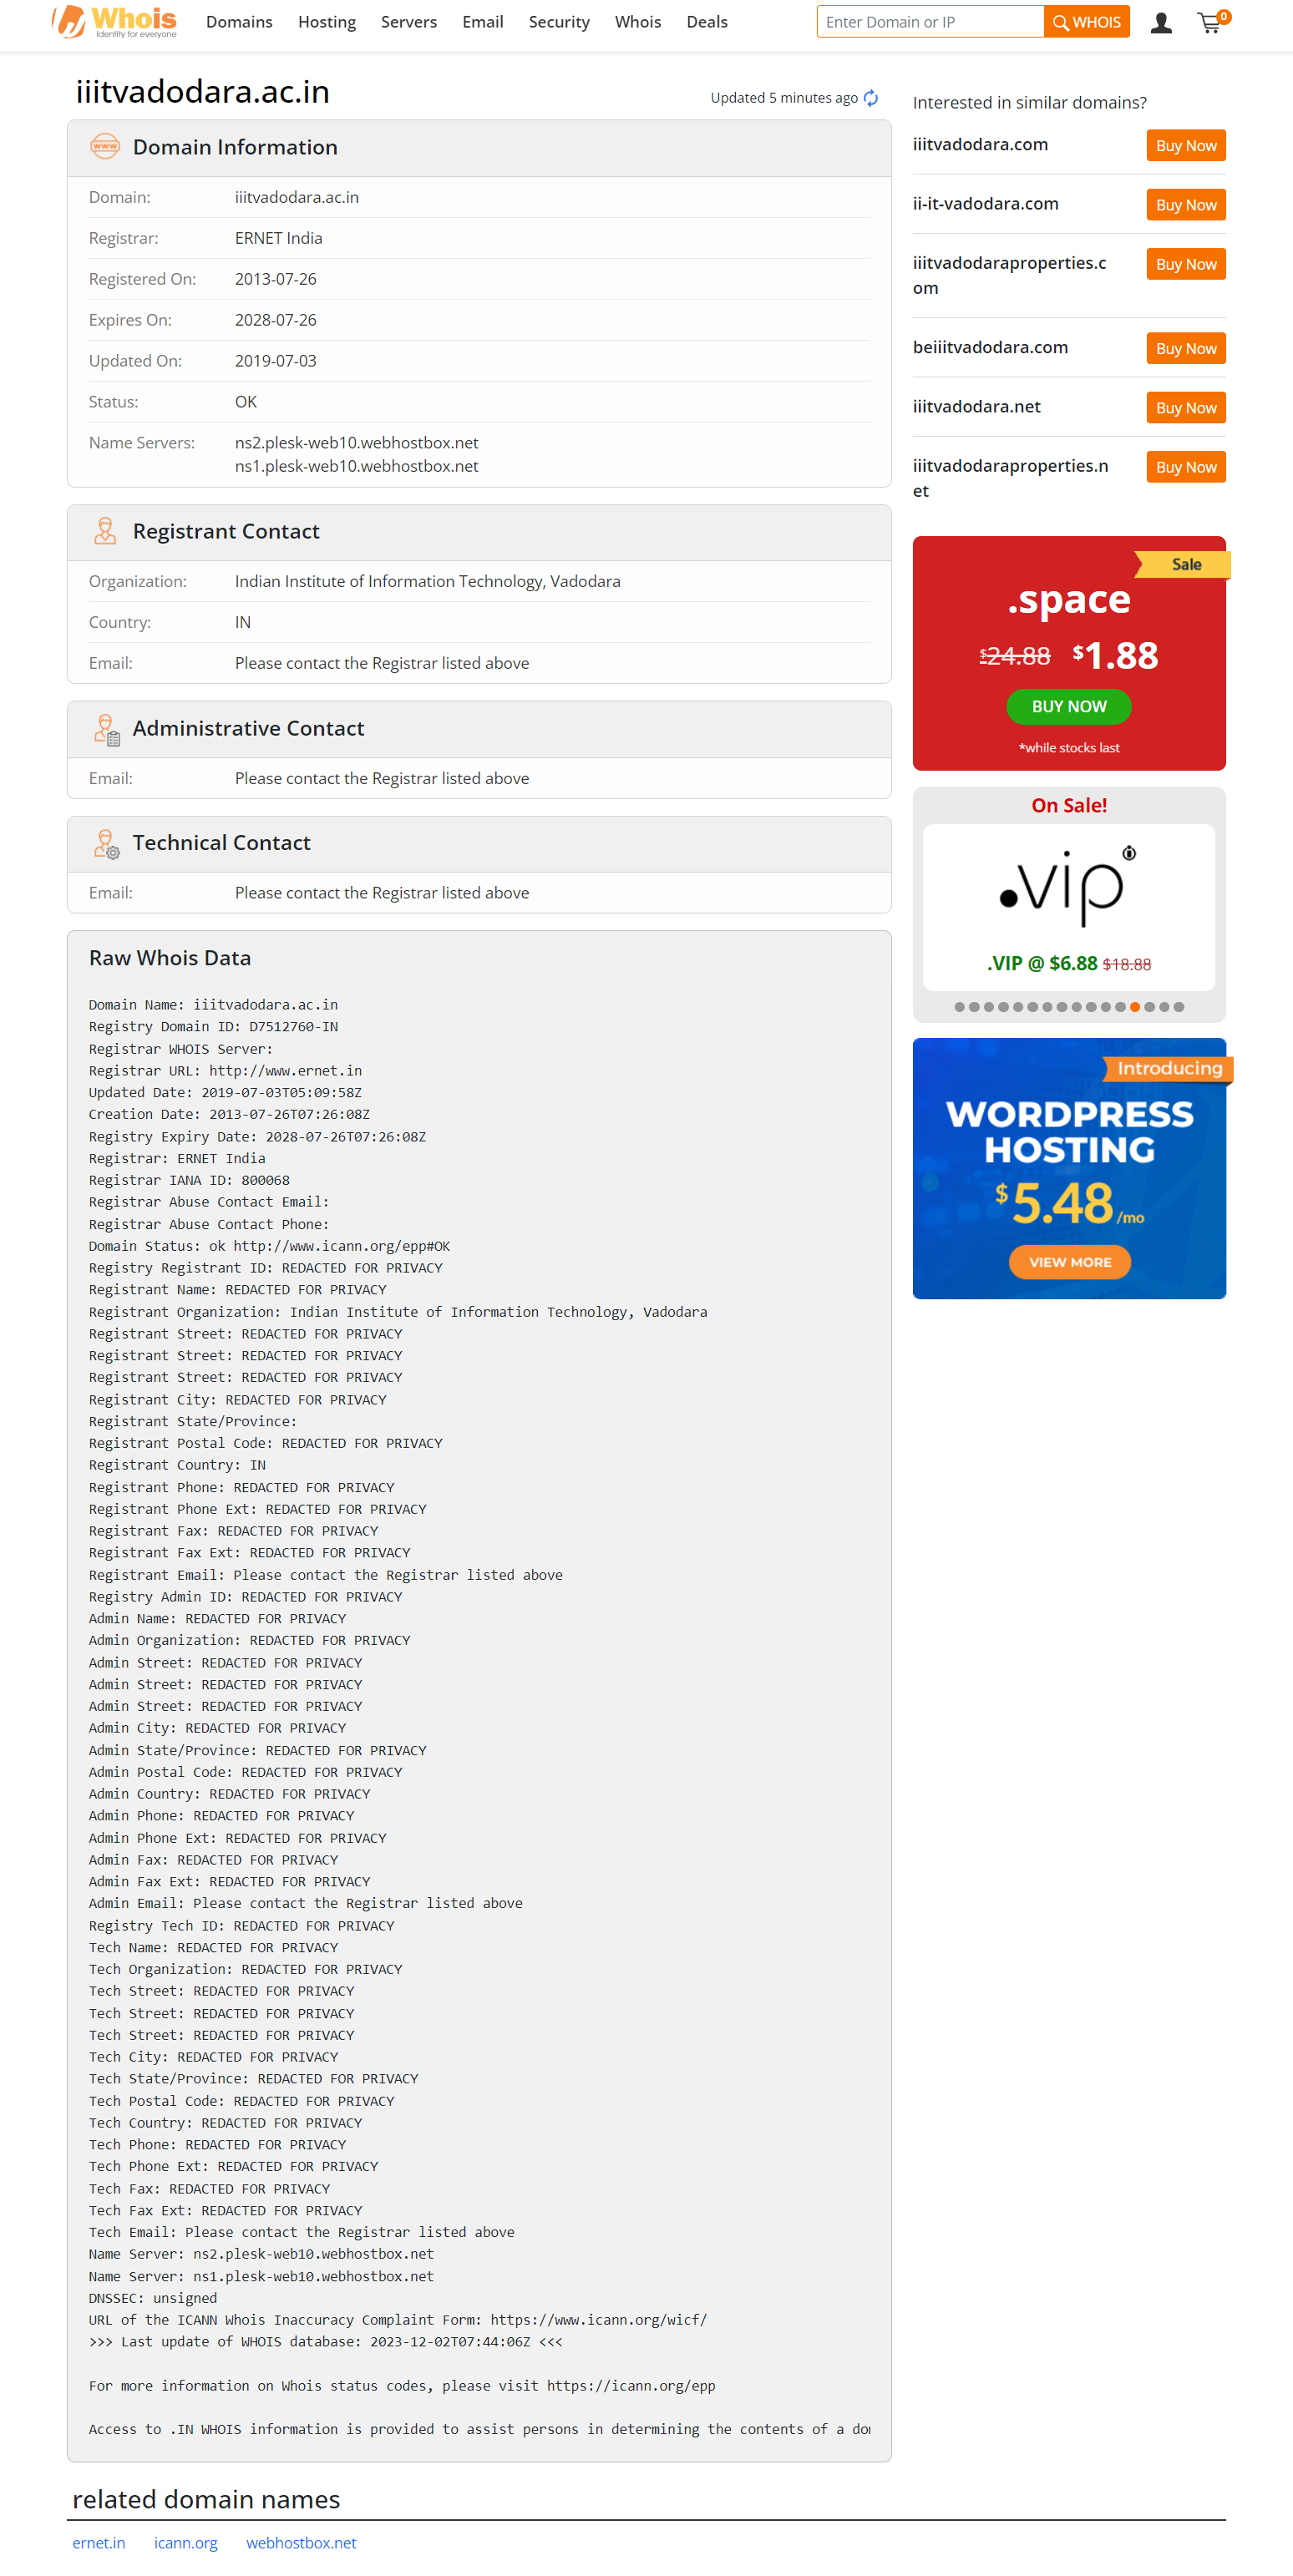 Whois
Identity for everyone
Domains Hosting Servers Email Security Whois Deals
Enter Domain or IP
WHOIS
0
iiitvadodara.ac.in
Updated 5 minutes ago
Domain Information
Domain: iiitvadodara.ac.in
Registrar: ERNET India
Registered On: 2013-07-26
Expires On: 2028-07-26
Updated On: 2019-07-03
Status: OK
Name Servers: ns2.plesk-web10.webhostbox.net
ns1.plesk-web10.webhostbox.net
Registrant Contact
Organization: Indian Institute of Information Technology, Vadodara
Country: IN
Email: Please contact the Registrar listed above
Administrative Contact
Email: Please contact the Registrar listed above
Technical Contact
Email: Please contact the Registrar listed above
Raw Whois Data
Domain Name: iiitvadodara.ac.in
Registry Domain ID: D7512760-IN
Registrar WHOIS Server:
Registrar URL: http://www.ernet.in
Updated Date: 2019-07-03T05:09:58Z
Creation Date: 2013-07-26T07:26:08Z
Registry Expiry Date: 2028-07-26T07:26:08Z
Registrar: ERNET India
Registrar IANA ID: 800068
Registrar Abuse Contact Email:
Registrar Abuse Contact Phone:
Domain Status: ok http://www.icann.org/epp#OK
Registry Registrant ID: REDACTED FOR PRIVACY
Registrant Name: REDACTED FOR PRIVACY
Registrant Organization: Indian Institute of Information Technology, Vadodara
Registrant Street: REDACTED FOR PRIVACY
Registrant Street: REDACTED FOR PRIVACY
Registrant Street: REDACTED FOR PRIVACY
Registrant City: REDACTED FOR PRIVACY
Registrant State/Province:
Registrant Postal Code: REDACTED FOR PRIVACY
Registrant Country: IN
Registrant Phone: REDACTED FOR PRIVACY
Registrant Phone Ext: REDACTED FOR PRIVACY
Registrant Fax: REDACTED FOR PRIVACY
Registrant Fax Ext: REDACTED FOR PRIVACY
Registrant Email: Please contact the Registrar listed above
Registry Admin ID: REDACTED FOR PRIVACY
Admin Name: REDACTED FOR PRIVACY
Admin Organization: REDACTED FOR PRIVACY
Admin Street: REDACTED FOR PRIVACY
Admin Street: REDACTED FOR PRIVACY
Admin Street: REDACTED FOR PRIVACY
Admin City: REDACTED FOR PRIVACY
Admin State/Province: REDACTED FOR PRIVACY
Admin Postal Code: REDACTED FOR PRIVACY
Admin Country: REDACTED FOR PRIVACY
Admin Phone: REDACTED FOR PRIVACY
Admin Phone Ext: REDACTED FOR PRIVACY
Admin Fax: REDACTED FOR PRIVACY
Admin Fax Ext: REDACTED FOR PRIVACY
Admin Email: Please contact the Registrar listed above
Registry Tech ID: REDACTED FOR PRIVACY
Tech Name: REDACTED FOR PRIVACY
Tech Organization: REDACTED FOR PRIVACY
Tech Street: REDACTED FOR PRIVACY
Tech Street: REDACTED FOR PRIVACY
Tech Street: REDACTED FOR PRIVACY
Tech City: REDACTED FOR PRIVACY
Tech State/Province: REDACTED FOR PRIVACY
Tech Postal Code: REDACTED FOR PRIVACY
Tech Country: REDACTED FOR PRIVACY
Tech Phone: REDACTED FOR PRIVACY
Tech Phone Ext: REDACTED FOR PRIVACY
Tech Fax: REDACTED FOR PRIVACY
Tech Fax Ext: REDACTED FOR PRIVACY
Tech Email: Please contact the Registrar listed above
Name Server: ns2.plesk-web10.webhostbox.net
Name Server: ns1.plesk-web10.webhostbox.net
DNSSEC: unsigned
URL of the ICANN Whois Inaccuracy Complaint Form: https://www.icann.org/wicf/
>>> Last update of WHOIS database: 2023-12-02T07:44:06Z <<<
For more information on Whois status codes, please visit https://icann.org/epp
Access to .IN WHOIS information is provided to assist persons in determining the contents of a
Interested in similar domains?
iiitvadodara.com Buy Now
ii-it-vadodara.com Buy Now
iiitvadodaraproperties.c Buy Now
om
beiiitvadodara.com Buy Now
iiitvadodara.net Buy Now
iiitvadodaraproperties.n Buy Now
et
Sale
.space
$24.88 $1.88
BUY NOW
*while stocks last
On Sale!
.vip
.VIP @ $6.88 $18.88
Introducing
WORDPRESS
HOSTING
$5.48/mo
VIEW MORE
related domain names
ernet.in icann.org webhostbox.net